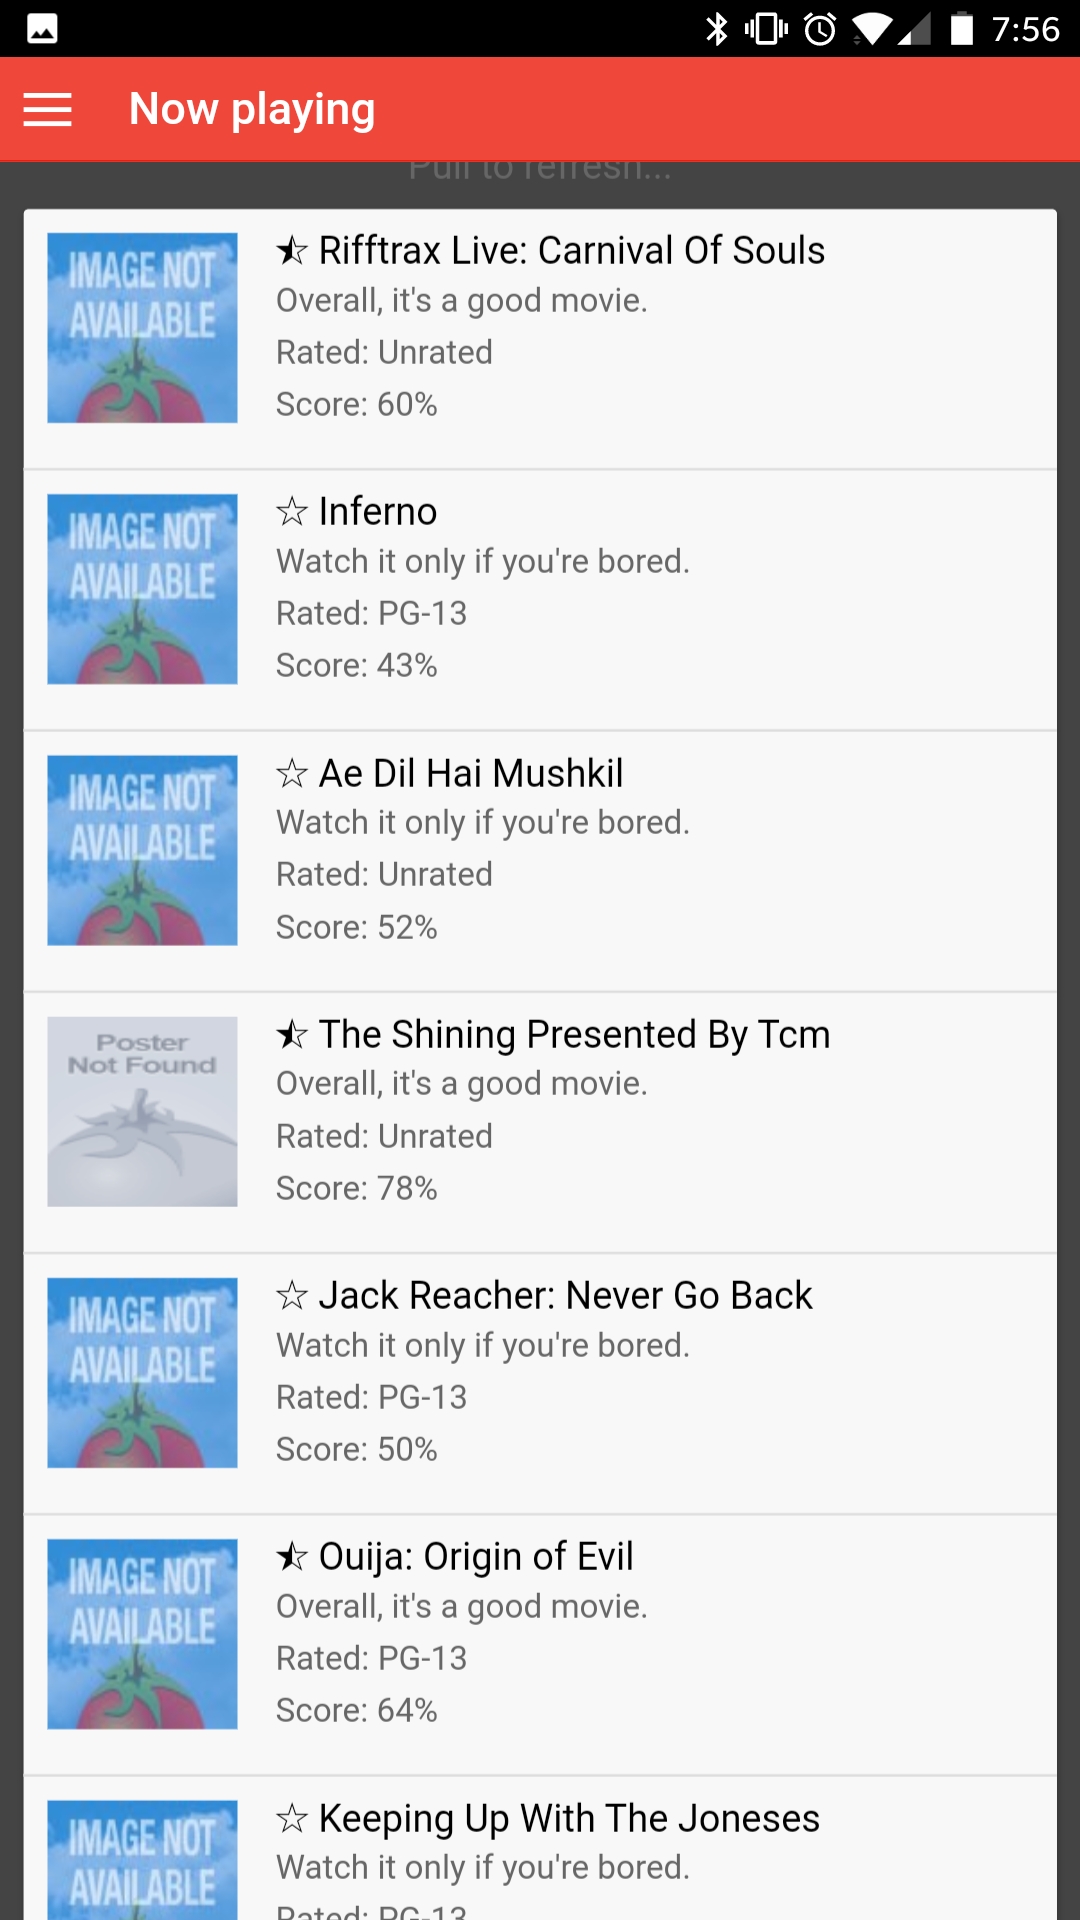 7:56
Now playing
Pull to refresh...
IMAGE NOT
AVAILABLE
☆ Rifftrax Live: Carnival Of Souls
Overall, it's a good movie.
Rated: Unrated
Score: 60%
IMAGE NOT
AVAILABLE
☆ Inferno
Watch it only if you're bored.
Rated: PG-13
Score: 43%
IMAGE NOT
AVAILABLE
☆ Ae Dil Hai Mushkil
Watch it only if you're bored.
Rated: Unrated
Score: 52%
Poster
Not Found
☆ The Shining Presented By Tcm
Overall, it's a good movie.
Rated: Unrated
Score: 78%
IMAGE NOT
AVAILABLE
☆ Jack Reacher: Never Go Back
Watch it only if you're bored.
Rated: PG-13
Score: 50%
IMAGE NOT
AVAILABLE
☆ Ouija: Origin of Evil
Overall, it's a good movie.
Rated: PG-13
Score: 64%
IMAGE NOT
AVAILABLE
☆ Keeping Up With The Joneses
Watch it only if you're bored.
Rated: PG-13